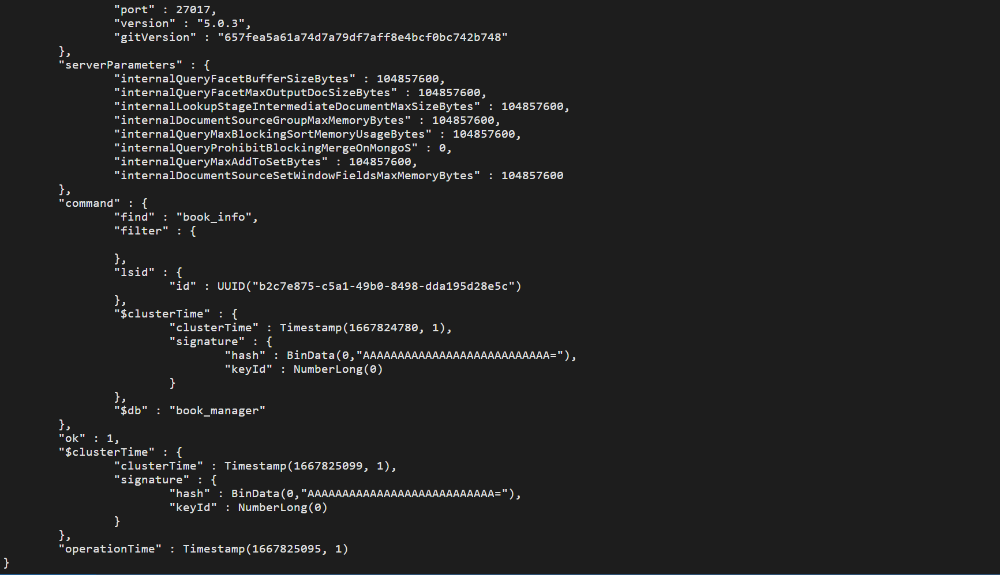 "port" : 27017,
"version" : "5.0.3",
"gitVersion" : "657fea5a61a74d7a79df7aff8e4bcf0bc742b748"
},
"serverParameters" : {
"internalQueryFacetBufferSizeBytes" : 104857600,
"internalQueryFacetMaxOutputDocSizeBytes" : 104857600,
"internalLookupStageIntermediateDocumentMaxSizeBytes" : 104857600,
"internalDocumentSourceGroupMaxMemoryBytes" : 104857600,
"internalQueryMaxBlockingSortMemoryUsageBytes" : 104857600,
"internalQueryProhibitBlockingMergeOnMongoS" : 0,
"internalQueryMaxAddToSetBytes" : 104857600,
"internalDocumentSourceSetWindowFieldsMaxMemoryBytes" : 104857600
},
"command" : {
"find" : "book_info",
"filter" : {
},
"lsid" : {
"id" : UUID("b2c7e875-c5a1-49b0-8498-dda195d28e5c")
},
"$clusterTime" : {
"clusterTime" : Timestamp(1667824780, 1),
"signature" : {
"hash" : BinData(0,"AAAAAAAAAAAAAAAAAAAAAAAAAAA="),
"keyId" : NumberLong(0)
}
},
"$db" : "book_manager"
},
"ok" : 1,
"$clusterTime" : {
"clusterTime" : Timestamp(1667825099, 1),
"signature" : {
"hash" : BinData(0,"AAAAAAAAAAAAAAAAAAAAAAAAAAA="),
"keyId" : NumberLong(0)
}
},
"operationTime" : Timestamp(1667825095, 1)
}